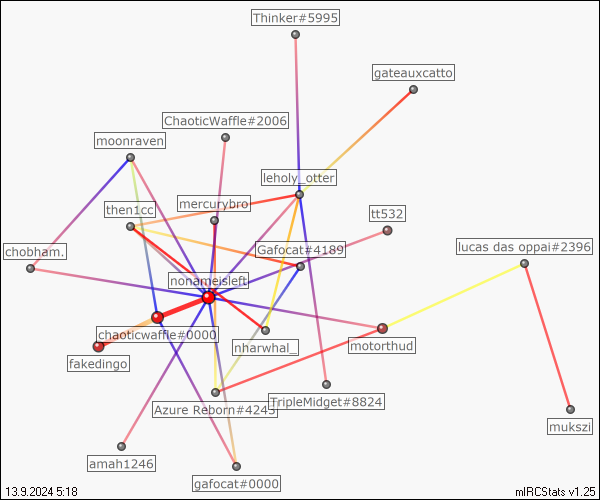 Thinker#5995
gateauxcatto
ChaoticWaffle#2006
moonraven
leholy_otter
mercurybro
then1cc
tt532
lucas das oppai#2396
chobham.
Gafocat#4189
nonameisleft
chaoticwaffle#0000
nharwhal_
motorthud
fakedingo
Azure Reborn#4243
TripleMidget#8824
mukszi
amah1246
gafocat#0000
13.9.2024 5:18
mIRCStats v1.25